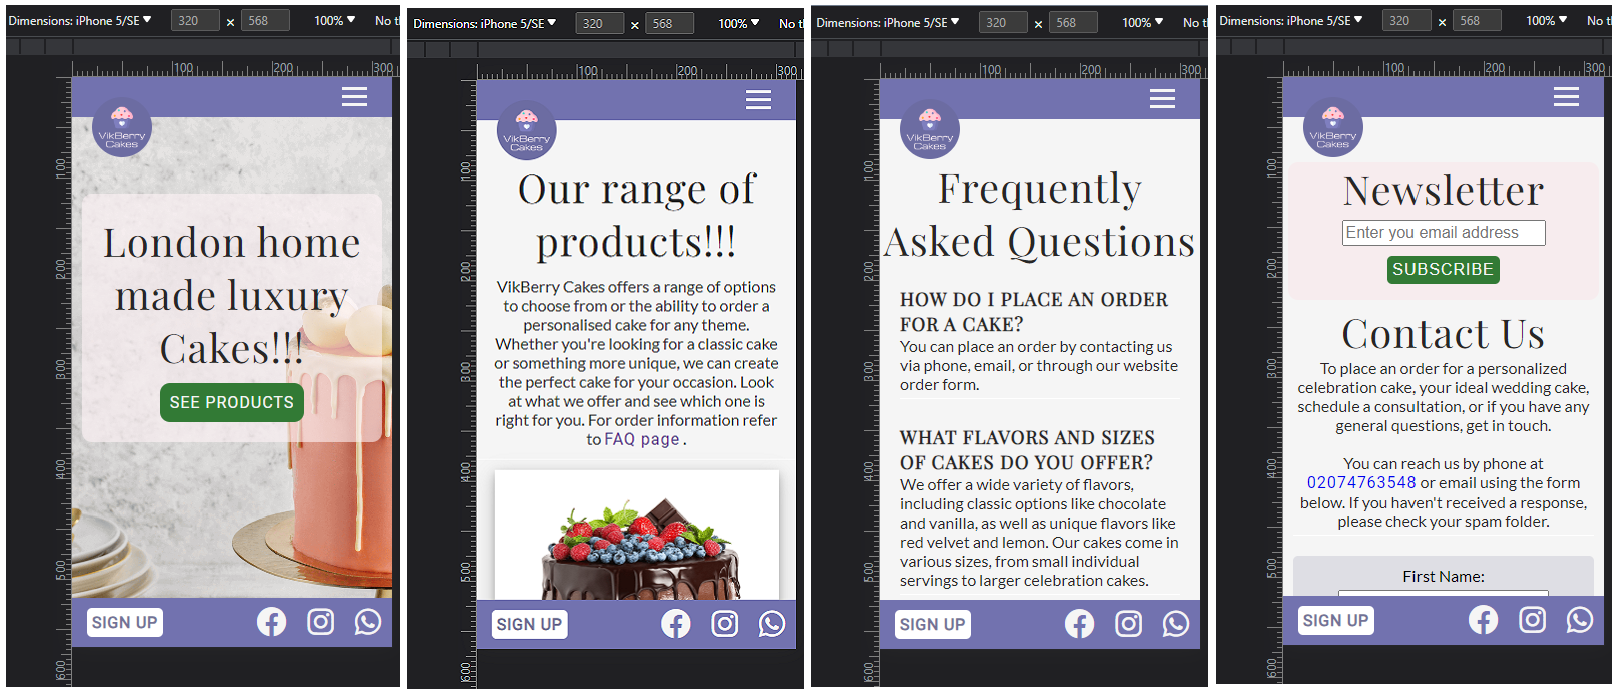 Dimensions: iPhone 5/SE ▼ 320 × 568 100% ▼ No th
100 200 300
100
200
300
400
500
600
VikBerry
Cakes
London home
made luxury
Cakes!!!
SEE PRODUCTS
SIGN UP
Dimensions: iPhone 5/SE ▼ 320 × 568 100% ▼ No t
100 200 300
100
200
300
400
500
600
VikBerry
Cakes
Our range of
products!!!
VikBerry Cakes offers a range of options
to choose from or the ability to order a
personalised cake for any theme.
Whether you're looking for a classic cake
or something more unique, we can create
the perfect cake for your occasion. Look
at what we offer and see which one is
right for you. For order information refer
to FAQ page .
SIGN UP
Dimensions: iPhone 5/SE ▼ 320 × 568 100% ▼ No t
100 200 300
100
200
300
400
500
600
VikBerry
Cakes
Frequently
Asked Questions
HOW DO I PLACE AN ORDER
FOR A CAKE?
You can place an order by contacting us
via phone, email, or through our website
order form.
WHAT FLAVORS AND SIZES
OF CAKES DO YOU OFFER?
We offer a wide variety of flavors,
including classic options like chocolate
and vanilla, as well as unique flavors like
red velvet and lemon. Our cakes come in
various sizes, from small individual
servings to larger celebration cakes.
SIGN UP
Dimensions: iPhone 5/SE ▼ 320 × 568 100% ▼ No th
100 200 300
100
200
300
400
500
600
VikBerry
Cakes
Newsletter
Enter you email address
SUBSCRIBE
Contact Us
To place an order for a personalized
celebration cake, your ideal wedding cake,
schedule a consultation, or if you have any
general questions, get in touch.
You can reach us by phone at
02074763548 or email using the form
below. If you haven't received a response,
please check your spam folder.
First Name:
SIGN UP